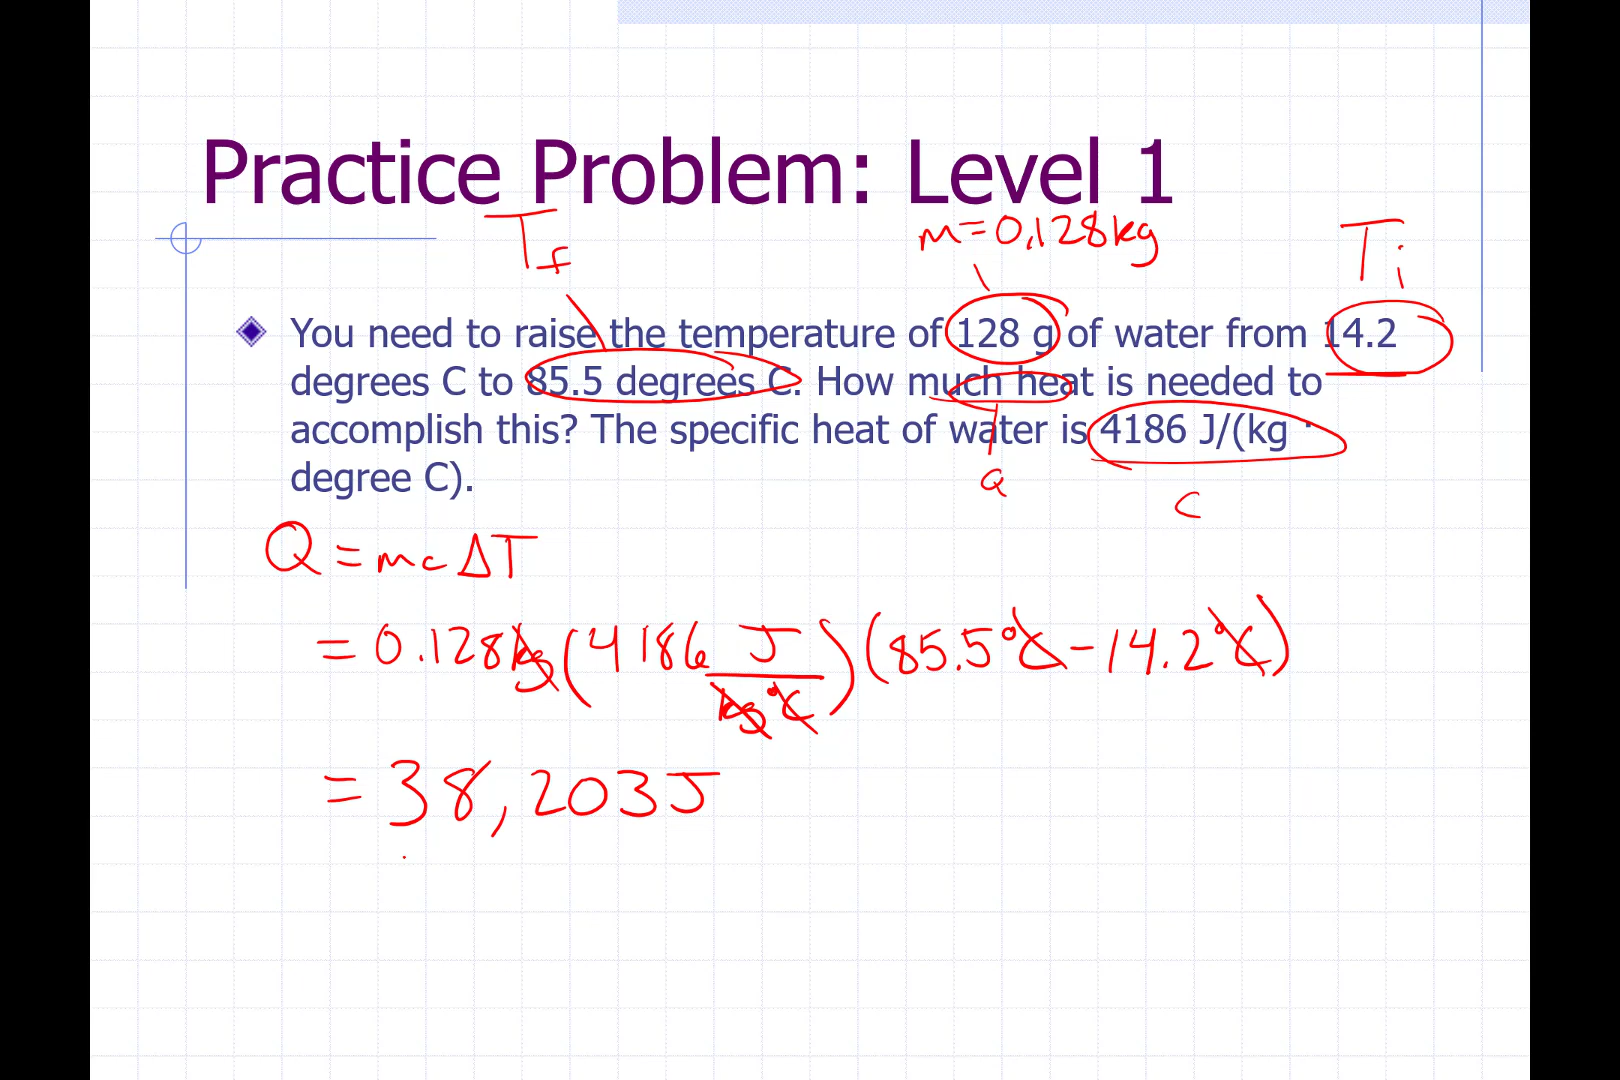 Practice Problem: Level 1
Tf
m=0.128kg
Ti
You need to raise the temperature of 128 g of water from 14.2
degrees C to 85.5 degrees C. How much heat is needed to
accomplish this? The specific heat of water is 4186 J/(kg ·
degree C).
Q
C
Q = mcΔT
= 0.128kg (4186 J/kg°C) (85.5°C - 14.2°C)
= 38,203J